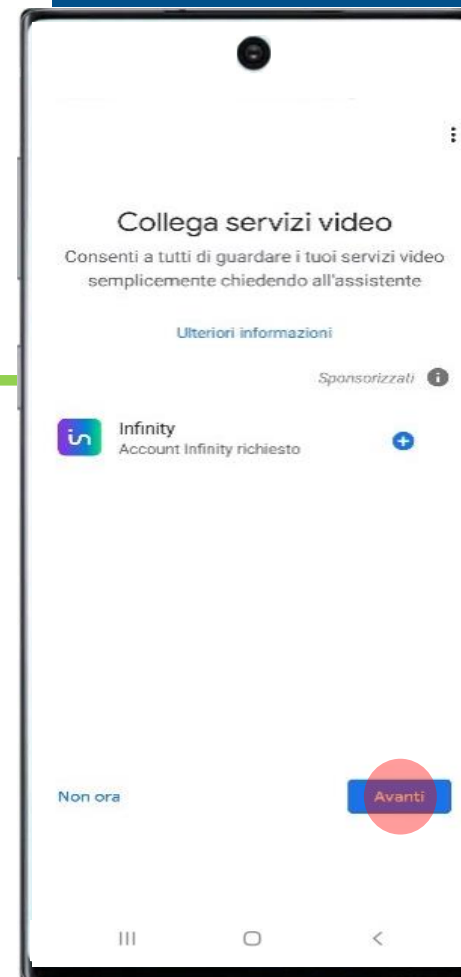 Collega servizi video
Consenti a tutti di guardare i tuoi servizi video
semplicemente chiedendo all'assistente
Ulteriori informazioni
Sponsorizzati
in Infinity
Account Infinity richiesto
Non ora
Avanti